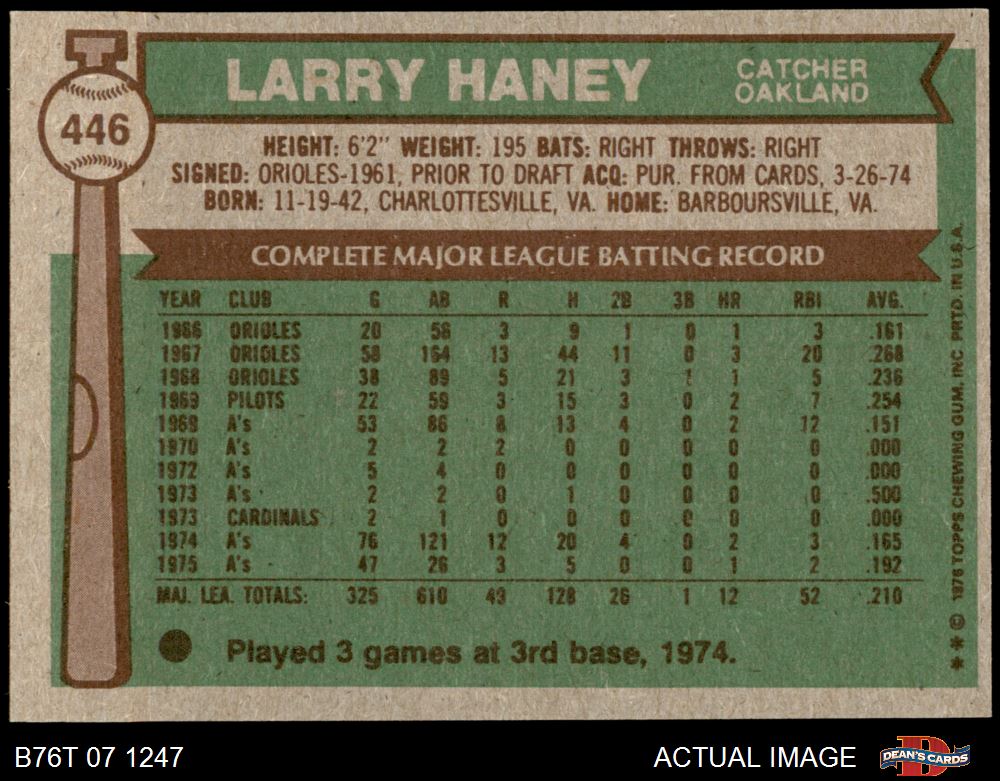 446
LARRY HANEY
CATCHER
OAKLAND
HEIGHT: 6'2" WEIGHT: 195 BATS: RIGHT THROWS: RIGHT
SIGNED: ORIOLES-1961, PRIOR TO DRAFT ACQ: PUR. FROM CARDS, 3-26-74
BORN: 11-19-42, CHARLOTTESVILLE, VA. HOME: BARBOURSVILLE, VA.
COMPLETE MAJOR LEAGUE BATTING RECORD
YEAR CLUB G AB R H 2B 3B HR RBI AVG.
1966 ORIOLES 20 56 3 9 1 0 1 3 .161
1967 ORIOLES 58 164 13 44 11 0 3 20 .268
1968 ORIOLES 38 89 5 21 3 1 1 5 .236
1969 PILOTS 22 59 3 15 3 0 2 7 .254
1969 A's 53 86 8 13 4 0 2 12 .151
1970 A's 2 2 2 0 0 0 0 0 .000
1972 A's 5 4 0 0 0 0 0 0 .000
1973 A's 2 2 0 1 0 0 0 0 .500
1973 CARDINALS 2 1 0 0 0 0 0 0 .000
1974 A's 76 121 12 20 4 0 2 3 .165
1975 A's 47 26 3 5 0 0 1 2 .192
MAJ. LEA. TOTALS: 325 610 49 128 26 1 12 52 .210
Played 3 games at 3rd base, 1974.
* * © 1976 TOPPS CHEWING GUM, INC PRTD. IN U.S.A.
B76T 07 1247
ACTUAL IMAGE
DEAN'S CARDS